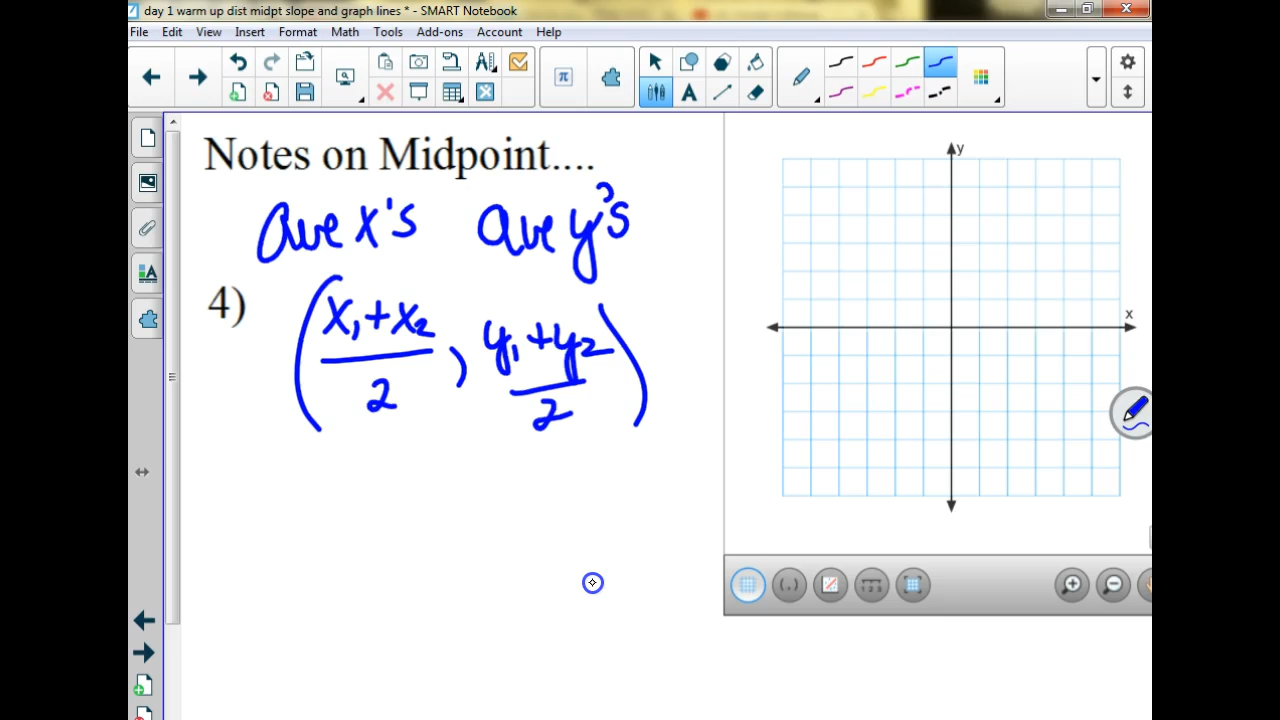 day 1 warm up dist midpt slope and graph lines * - SMART Notebook
File Edit View Insert Format Math Tools Add-ons Account Help
Notes on Midpoint....
ave x's ave y's
4) (x₁+x₂/2, y₁+y₂/2)
y
x